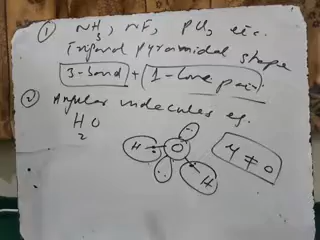 ① NH₃, NF₃, PCl₃, etc.
Trigonal pyramidal shape
3-bond + 1-lone pair
② Angular molecules eg.
H₂O
H O H
μ ≠ 0